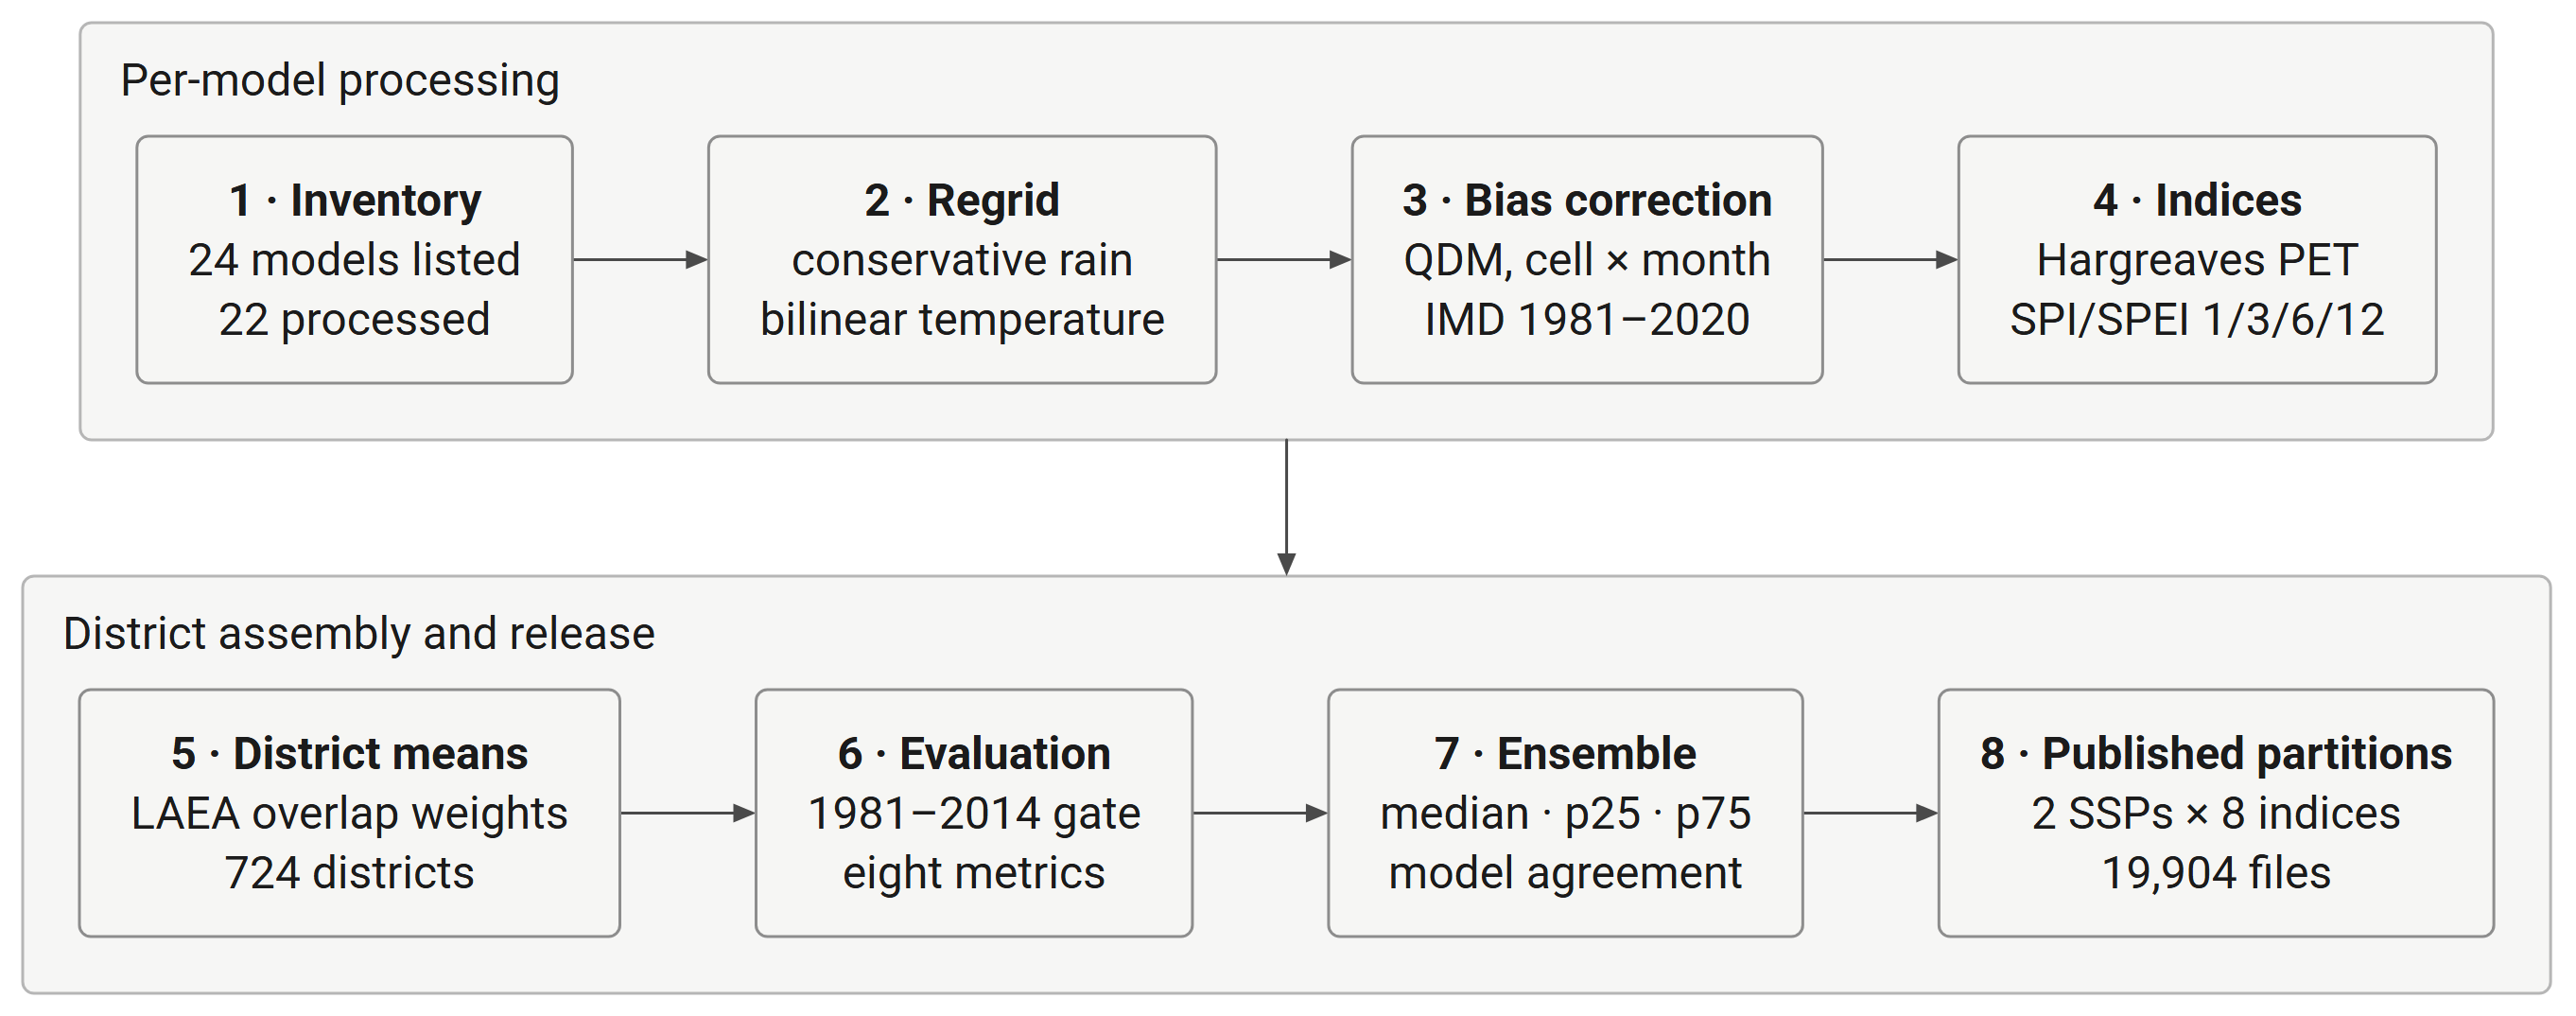 Per-model processing
1 · Inventory
24 models listed
22 processed
2 · Regrid
conservative rain
bilinear temperature
3 · Bias correction
QDM, cell × month
IMD 1981–2020
4 · Indices
Hargreaves PET
SPI/SPEI 1/3/6/12
District assembly and release
5 · District means
LAEA overlap weights
724 districts
6 · Evaluation
1981–2014 gate
eight metrics
7 · Ensemble
median · p25 · p75
model agreement
8 · Published partitions
2 SSPs × 8 indices
19,904 files